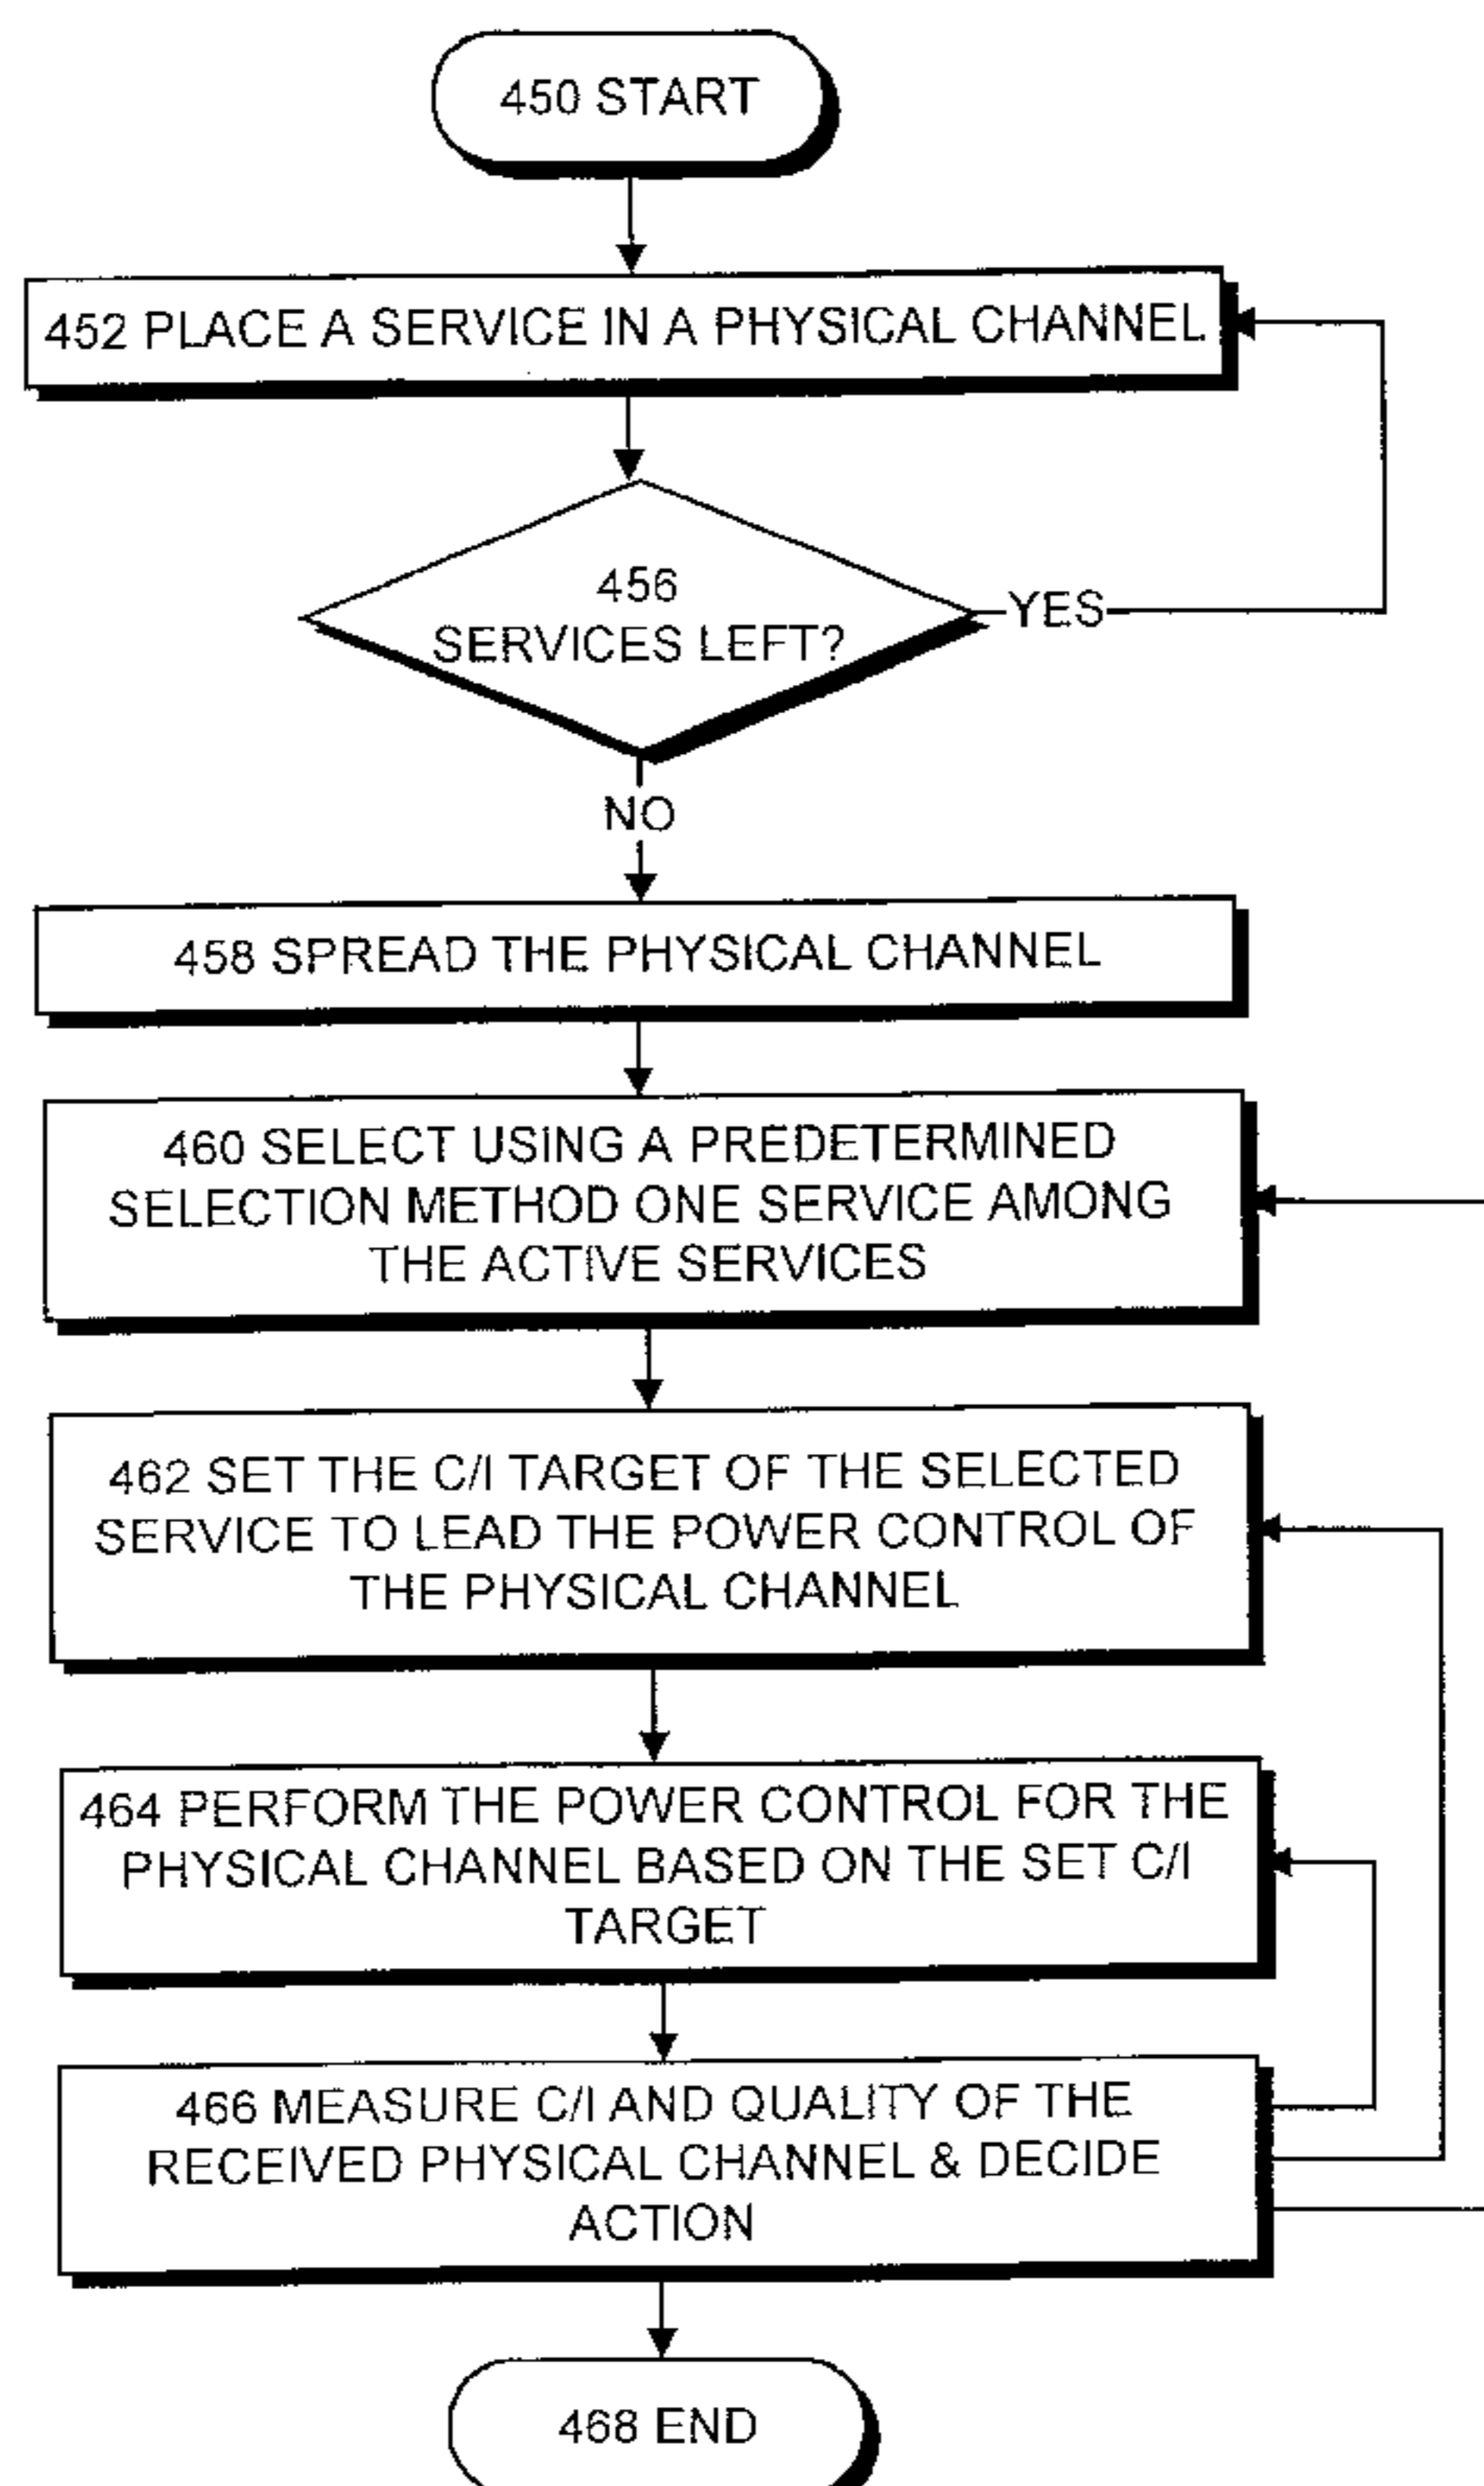 450 START
452 PLACE A SERVICE IN A PHYSICAL CHANNEL
456
SERVICES LEFT?
YES
NO
458 SPREAD THE PHYSICAL CHANNEL
460 SELECT USING A PREDETERMINED
SELECTION METHOD ONE SERVICE AMONG
THE ACTIVE SERVICES
462 SET THE C/I TARGET OF THE SELECTED
SERVICE TO LEAD THE POWER CONTROL OF
THE PHYSICAL CHANNEL
464 PERFORM THE POWER CONTROL FOR THE
PHYSICAL CHANNEL BASED ON THE SET C/I
TARGET
466 MEASURE C/I AND QUALITY OF THE
RECEIVED PHYSICAL CHANNEL & DECIDE
ACTION
468 END